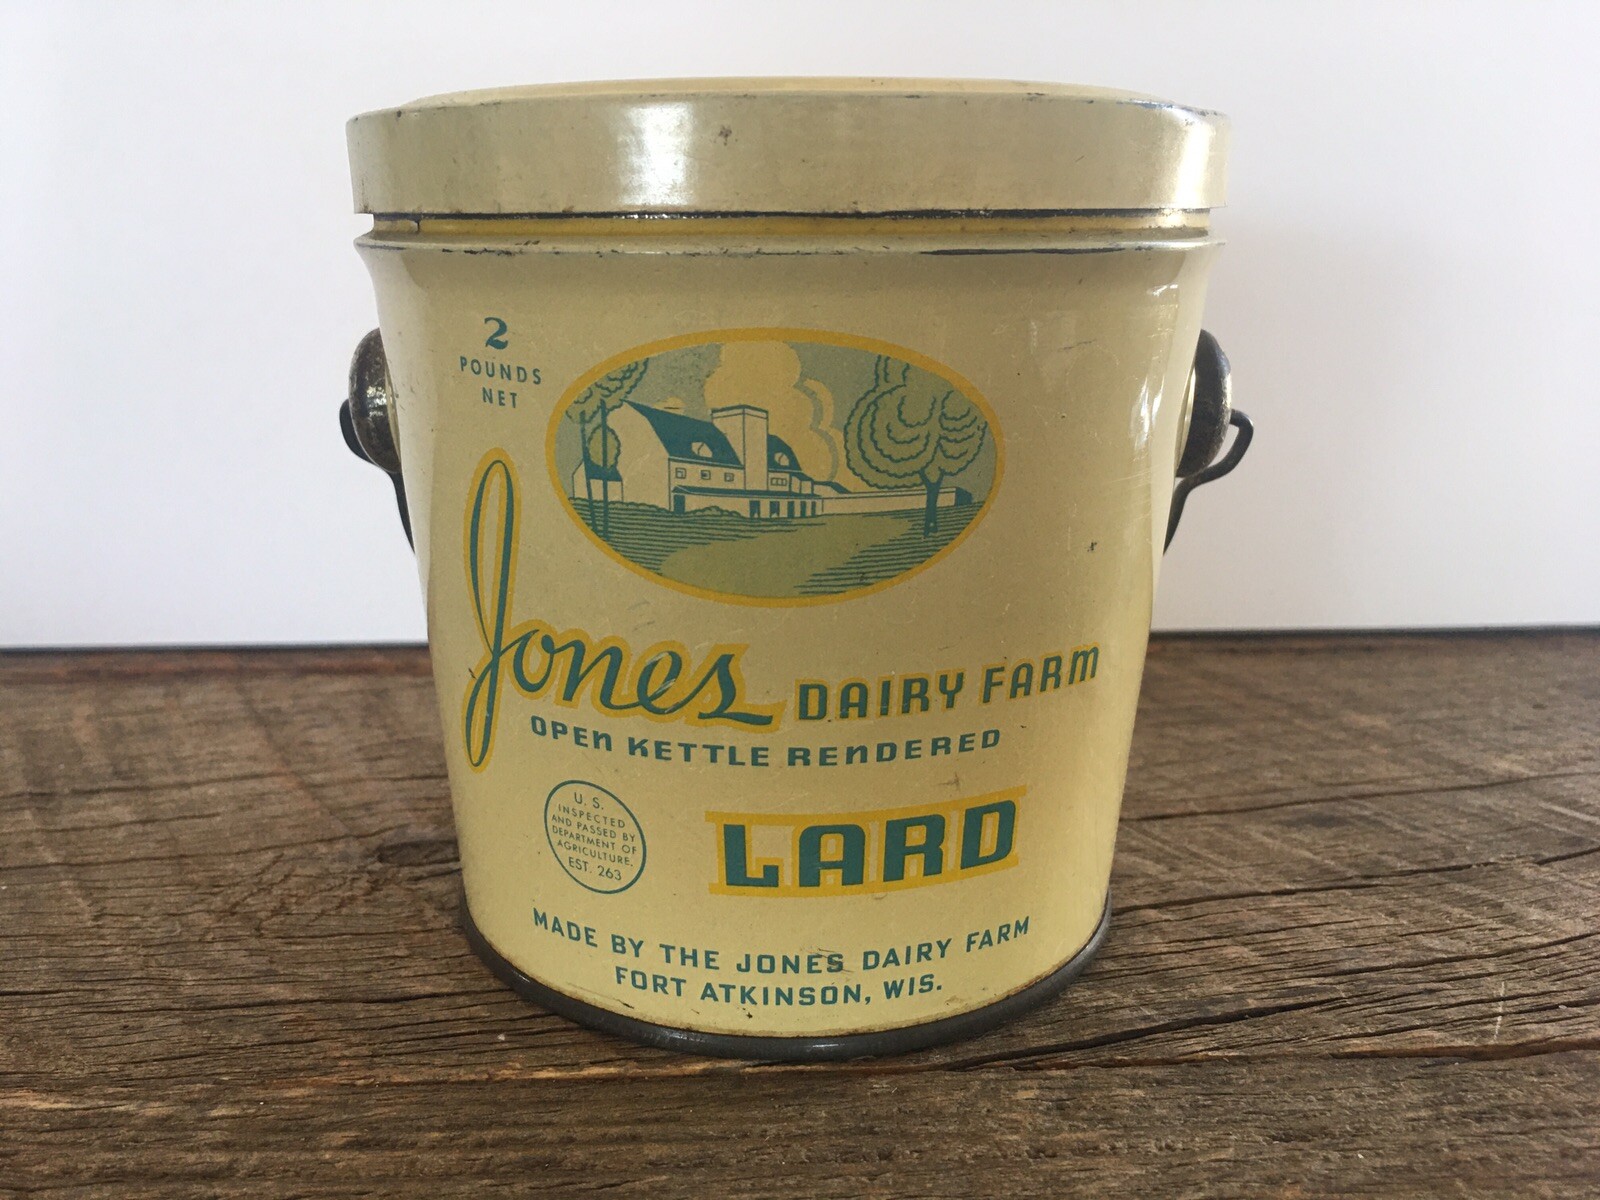 2
POUNDS
NET
Jones DAIRY FARM
OPEN KETTLE RENDERED
U. S.
INSPECTED
AND PASSED BY
DEPARTMENT OF
AGRICULTURE.
EST. 263
LARD
MADE BY THE JONES DAIRY FARM
FORT ATKINSON, WIS.